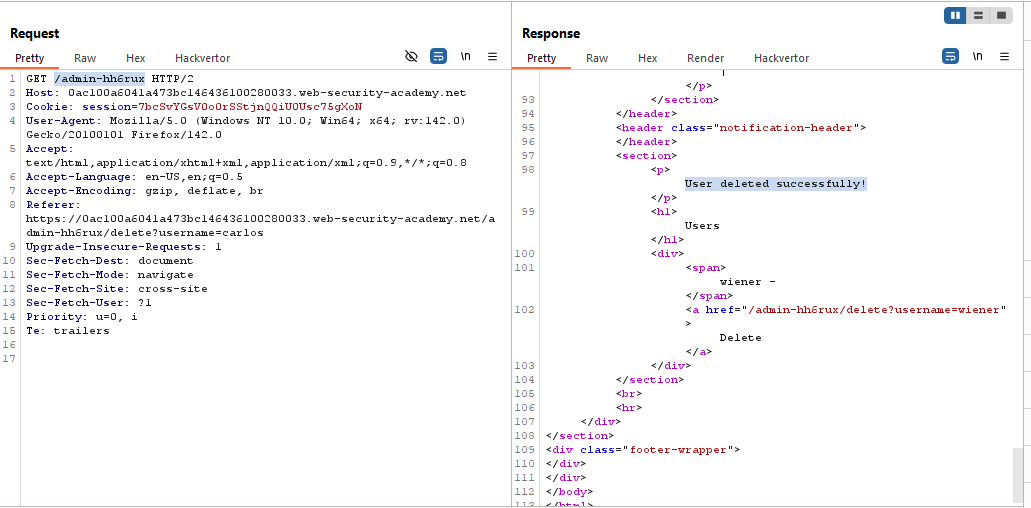 Request
Pretty Raw Hex Hackvertor \n
1 GET /admin-hh6rux HTTP/2
2 Host: 0ac100a6041a473bc146436100280033.web-security-academy.net
3 Cookie: session=7bcSvYGsV0o0rSStjnQQiU0Usc75gXoN
4 User-Agent: Mozilla/5.0 (Windows NT 10.0; Win64; x64; rv:142.0)
Gecko/20100101 Firefox/142.0
5 Accept:
text/html,application/xhtml+xml,application/xml;q=0.9,*/*;q=0.8
6 Accept-Language: en-US,en;q=0.5
7 Accept-Encoding: gzip, deflate, br
8 Referer:
https://0ac100a6041a473bc146436100280033.web-security-academy.net/a
dmin-hh6rux/delete?username=carlos
9 Upgrade-Insecure-Requests: 1
10 Sec-Fetch-Dest: document
11 Sec-Fetch-Mode: navigate
12 Sec-Fetch-Site: cross-site
13 Sec-Fetch-User: ?1
14 Priority: u=0, i
15 Te: trailers
16
17
Response
Pretty Raw Hex Render Hackvertor \n
|
</p>
93 </section>
94 </header>
95 <header class="notification-header">
96 </header>
97 <section>
98 <p>
User deleted successfully!
</p>
99 <h1>
Users
</h1>
100 <div>
101 <span>
wiener -
</span>
102 <a href="/admin-hh6rux/delete?username=wiener"
>
Delete
</a>
103 </div>
104 </section>
105 <br>
106 <hr>
107 </div>
108 </section>
109 <div class="footer-wrapper">
110 </div>
111 </div>
112 </body>
113 </html>